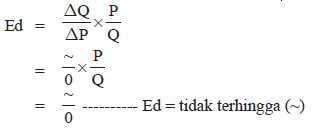 Ed = ΔQ/ΔP × P/Q
= ~/0 × P/Q
= ~/0 ---------- Ed = tidak terhingga (~)